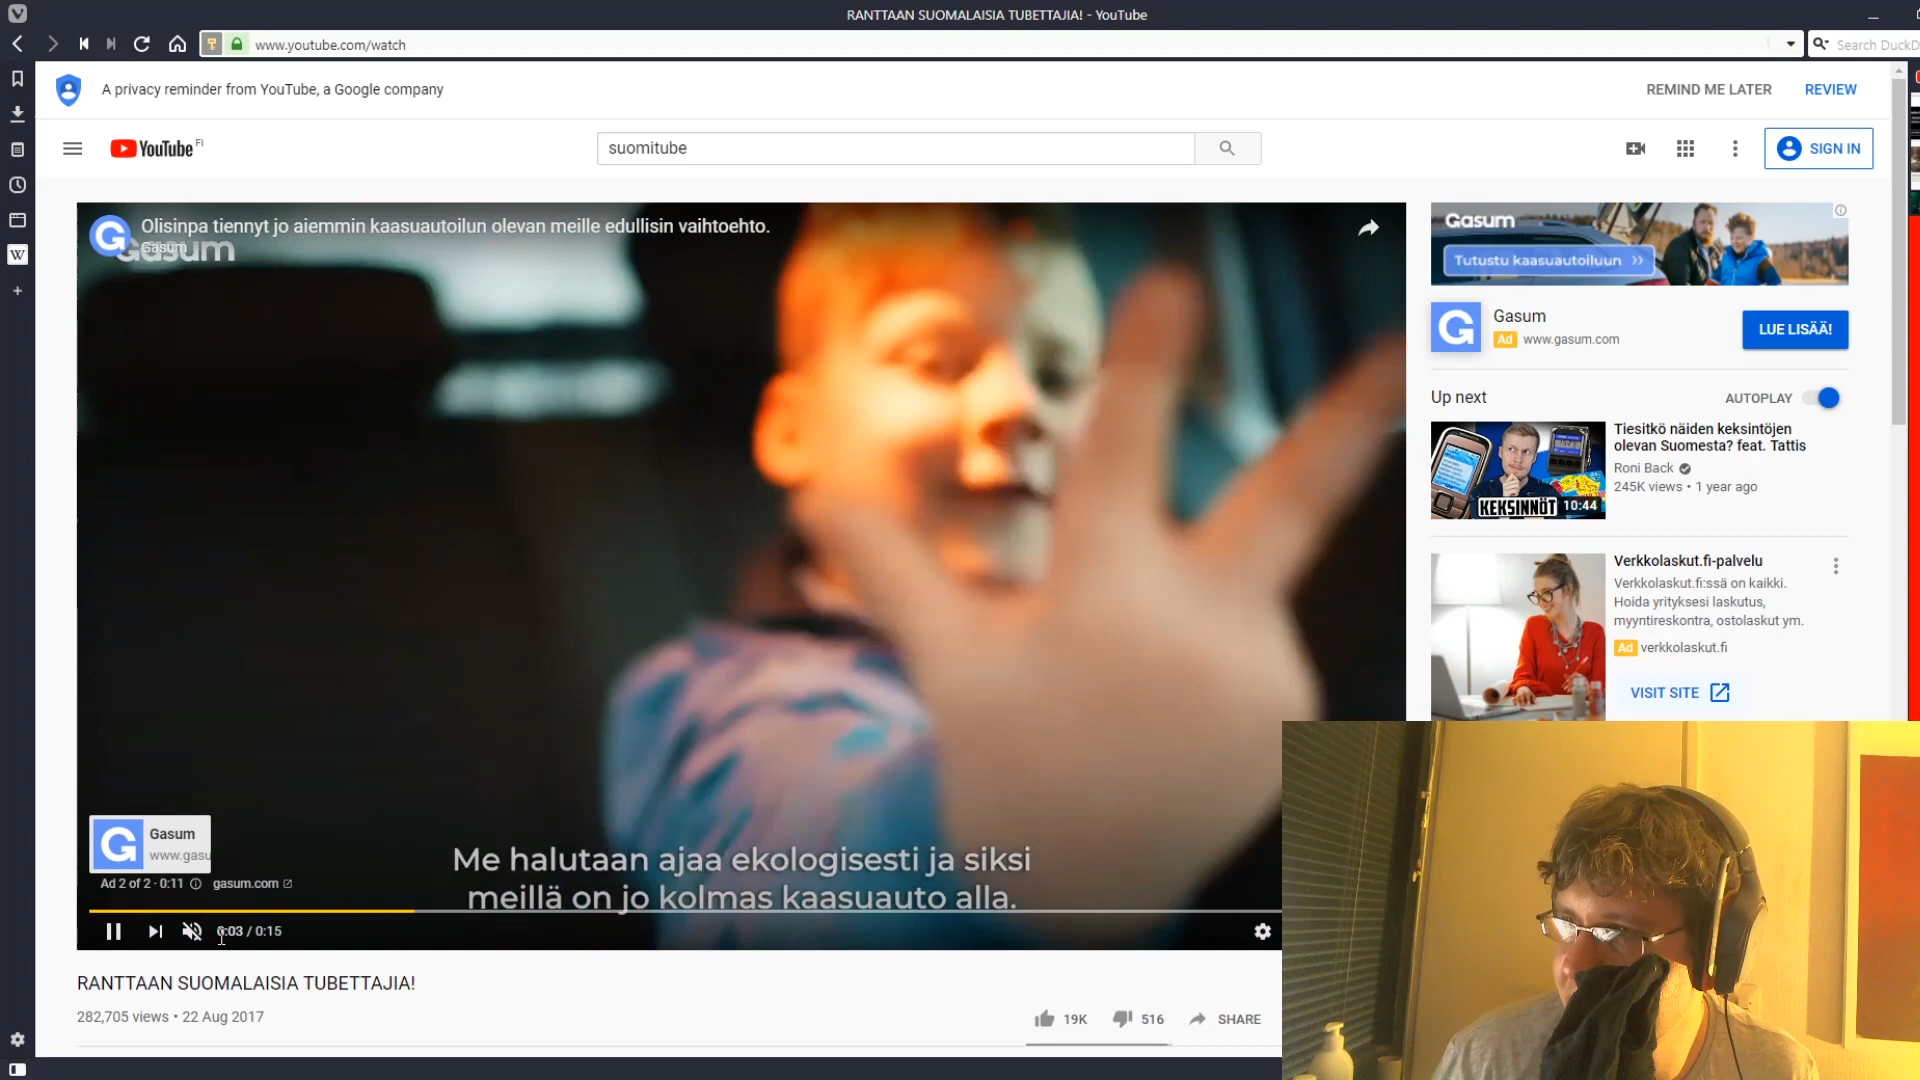 RANTTAAN SUOMALAISIA TUBETTAJIA! - YouTube
www.youtube.com/watch
Search DuckD
A privacy reminder from YouTube, a Google company
REMIND ME LATER
REVIEW
YouTube FI
suomitube
SIGN IN
Olisinpa tiennyt jo aiemmin kaasuautoilun olevan meille edullisin vaihtoehto.
Gasum
Gasum
Gasum
Tutustu kaasuautoiluun
Gasum
Ad www.gasum.com
LUE LISÄÄ!
Up next
AUTOPLAY
KEKSINNÖT
10:44
Tiesitkö näiden keksintöjen
olevan Suomesta? feat. Tattis
Roni Back
245K views • 1 year ago
Verkkolaskut.fi-palvelu
Verkkolaskut.fi:ssä on kaikki.
Hoida yrityksesi laskutus,
myyntireskontra, ostolaskut ym.
Ad verkkolaskut.fi
VISIT SITE
Gasum
www.gasu
Ad 2 of 2 · 0:11
gasum.com
Me halutaan ajaa ekologisesti ja siksi
meillä on jo kolmas kaasuauto alla.
0:03 / 0:15
RANTTAAN SUOMALAISIA TUBETTAJIA!
282,705 views • 22 Aug 2017
19K
516
SHARE